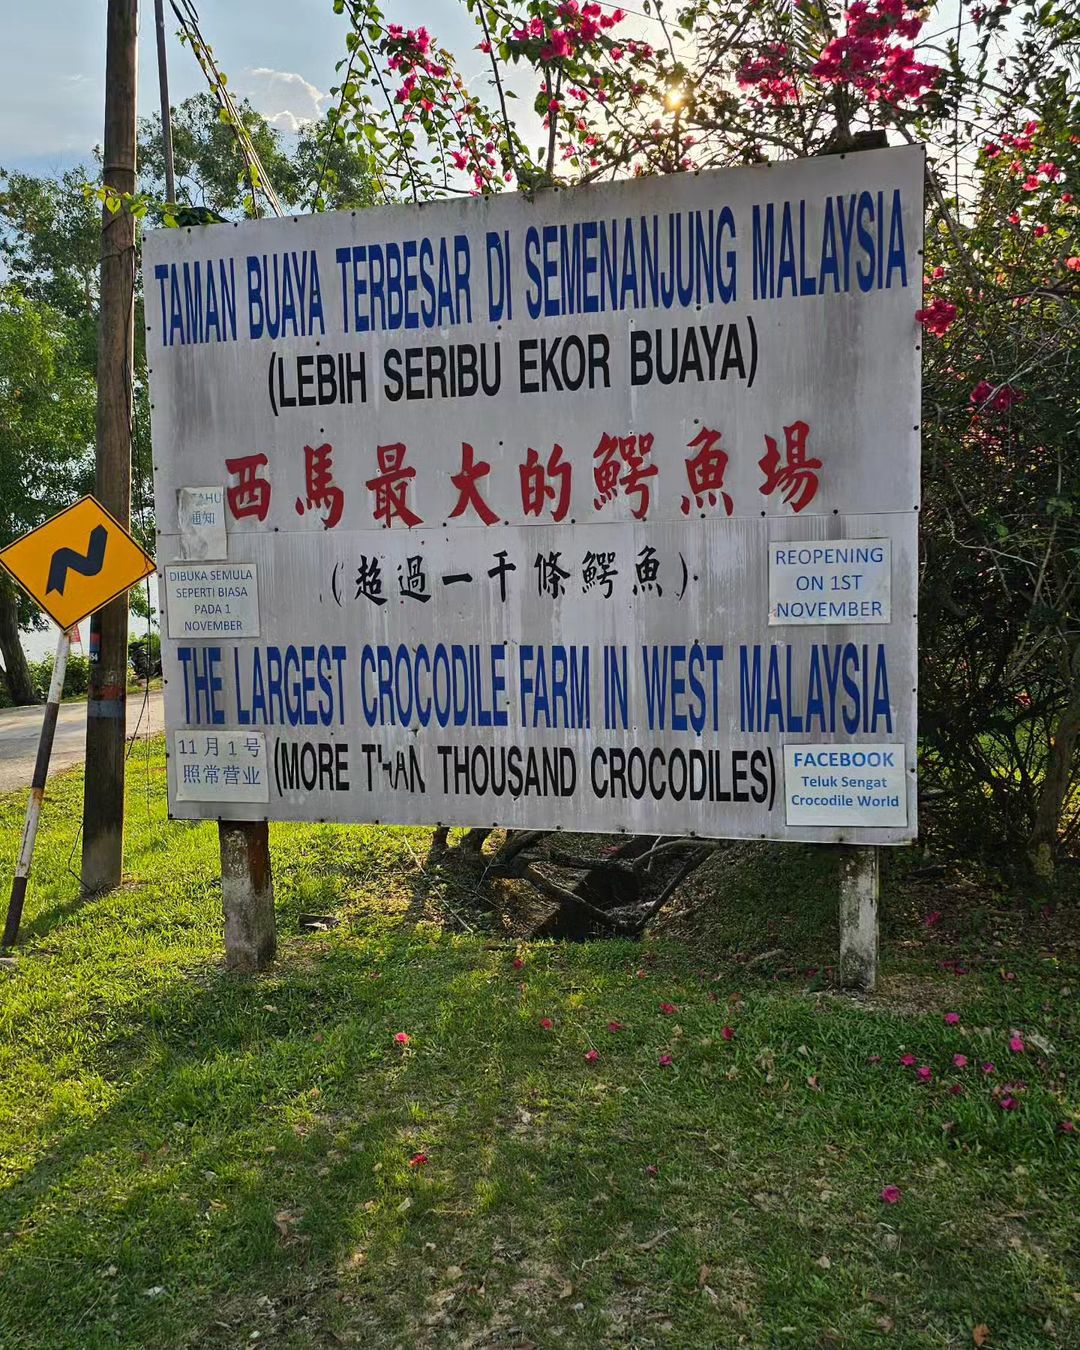 TAMAN BUAYA TERBESAR DI SEMENANJUNG MALAYSIA
(LEBIH SERIBU EKOR BUAYA)
西馬最大的鰐魚場
通知
(超過一千條鰐魚)
DIBUKA SEMULA
SEPERTI BIASA
PADA 1
NOVEMBER
REOPENING
ON 1ST
NOVEMBER
THE LARGEST CROCODILE FARM IN WEST MALAYSIA
11月1号
照常营业
(MORE THAN THOUSAND CROCODILES)
FACEBOOK
Teluk Sengat
Crocodile World